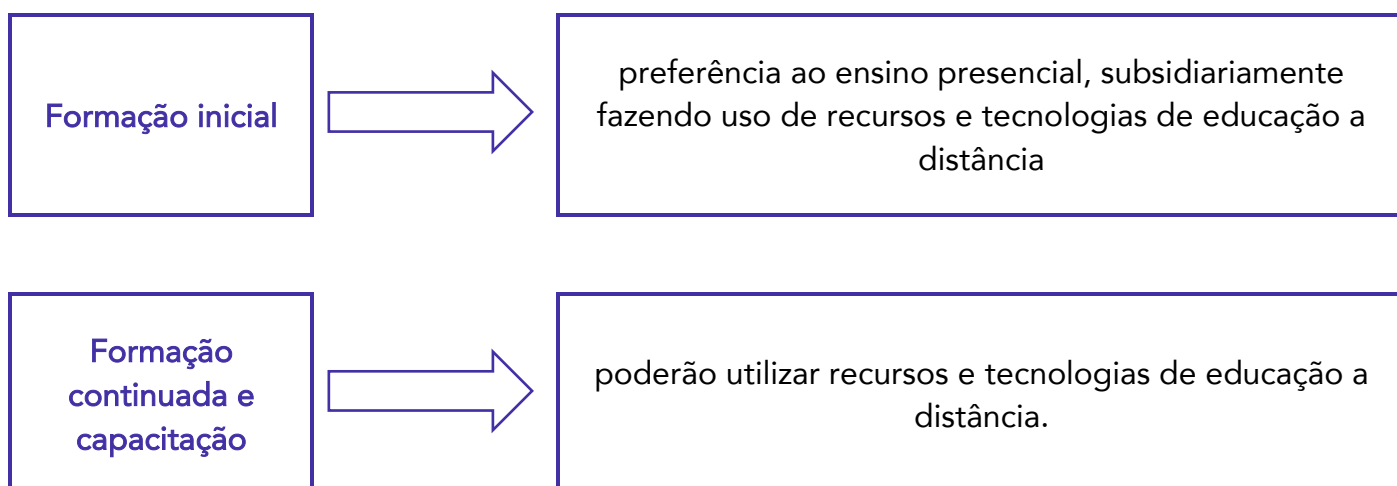 Formação inicial
preferência ao ensino presencial, subsidiariamente
fazendo uso de recursos e tecnologias de educação a
distância
Formação
continuada e
capacitação
poderão utilizar recursos e tecnologias de educação a
distância.